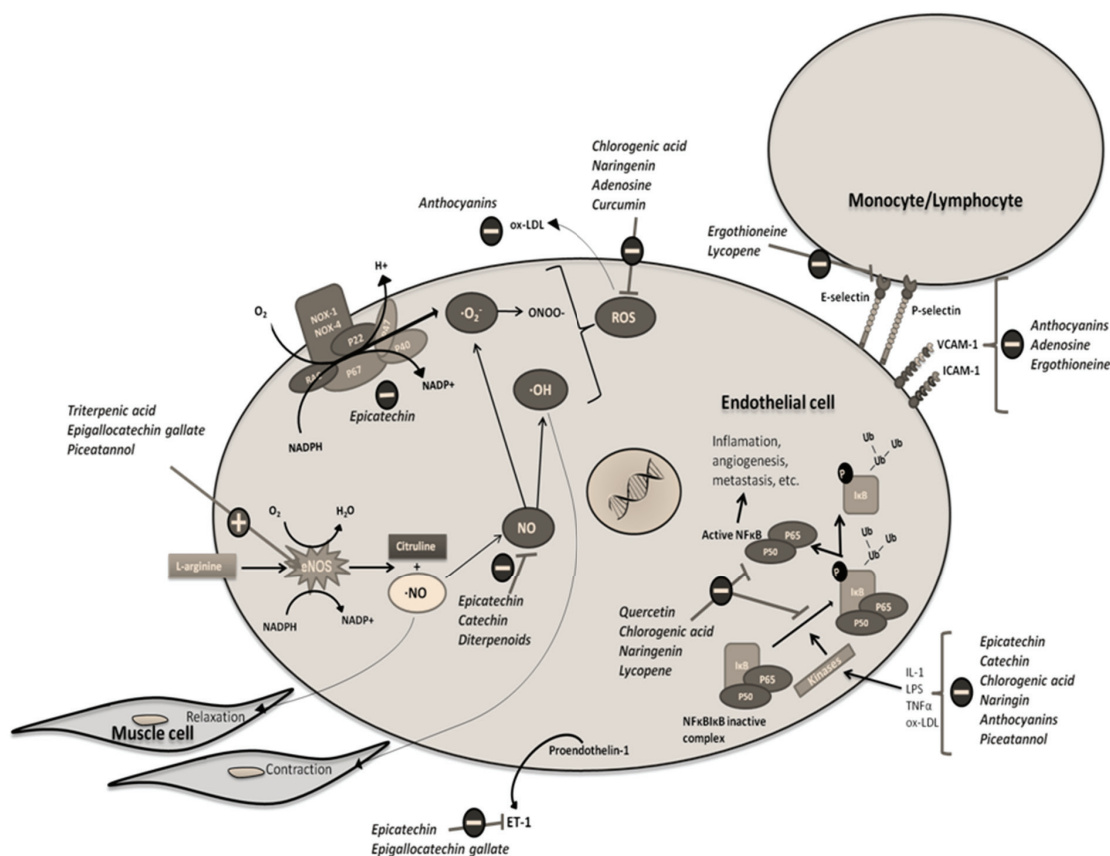 Chlorogenic acid
Naringenin
Adenosine
Curcumin
Anthocyanins
ox-LDL
Monocyte/Lymphocyte
Ergothioneine
Lycopene
E-selectin
P-selectin
VCAM-1
ICAM-1
Anthocyanins
Adenosine
Ergothioneine
H+
O2
NOX-1
NOX-4
P22
P47
P40
P67
NADP+
NADPH
Epicatechin
·O2-
ONOO-
ROS
·OH
Endothelial cell
Triterpenic acid
Epigallocatechin gallate
Piceatannol
O2
H2O
L-arginine
eNOS
NADPH
NADP+
Citruline
+
·NO
NO
Epicatechin
Catechin
Diterpenoids
Inflamation,
angiogenesis,
metastasis, etc.
Active NFκB
P65
P50
Ub
Ub
Ub
P
IκB
Ub
Ub
Ub
P
IκB
P65
P50
Quercetin
Chlorogenic acid
Naringenin
Lycopene
IκB
P65
P50
Kinases
NFκBIκB inactive
complex
IL-1
LPS
TNFα
ox-LDL
Epicatechin
Catechin
Chlorogenic acid
Naringin
Anthocyanins
Piceatannol
Relaxation
Muscle cell
Contraction
Proendothelin-1
ET-1
Epicatechin
Epigallocatechin gallate